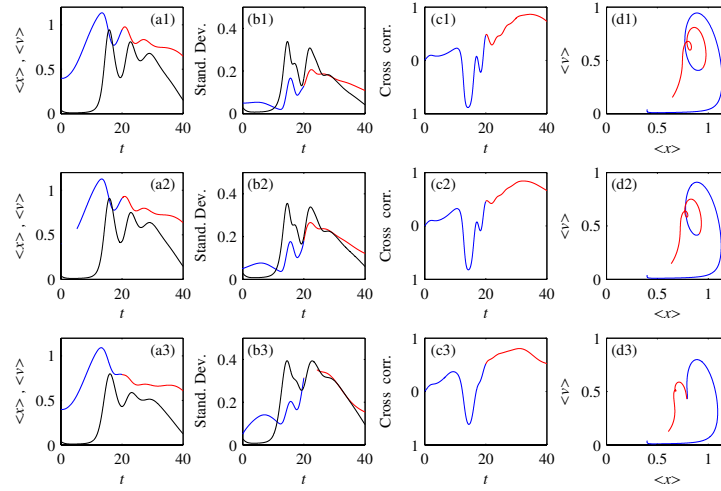 (a1) (b1) (c1) (d1)
<x> , <v> Stand. Dev. Cross corr. <v>
1 0.5 0 0.4 0.2 0 1 0 1 1 0.5 0
0 20 40 0 20 40 0 20 40 0 0.5 1
t t t <x>
(a2) (b2) (c2) (d2)
<x> , <v> Stand. Dev. Cross corr. <v>
1 0.5 0 0.4 0.2 0 1 0 1 1 0.5 0
0 20 40 0 20 40 0 20 40 0 0.5 1
t t t <x>
(a3) (b3) (c3) (d3)
<x> , <v> Stand. Dev. Cross corr. <v>
1 0.5 0 0.4 0.2 0 1 0 1 1 0.5 0
0 20 40 0 20 40 0 20 40 0 0.5 1
t t t <x>